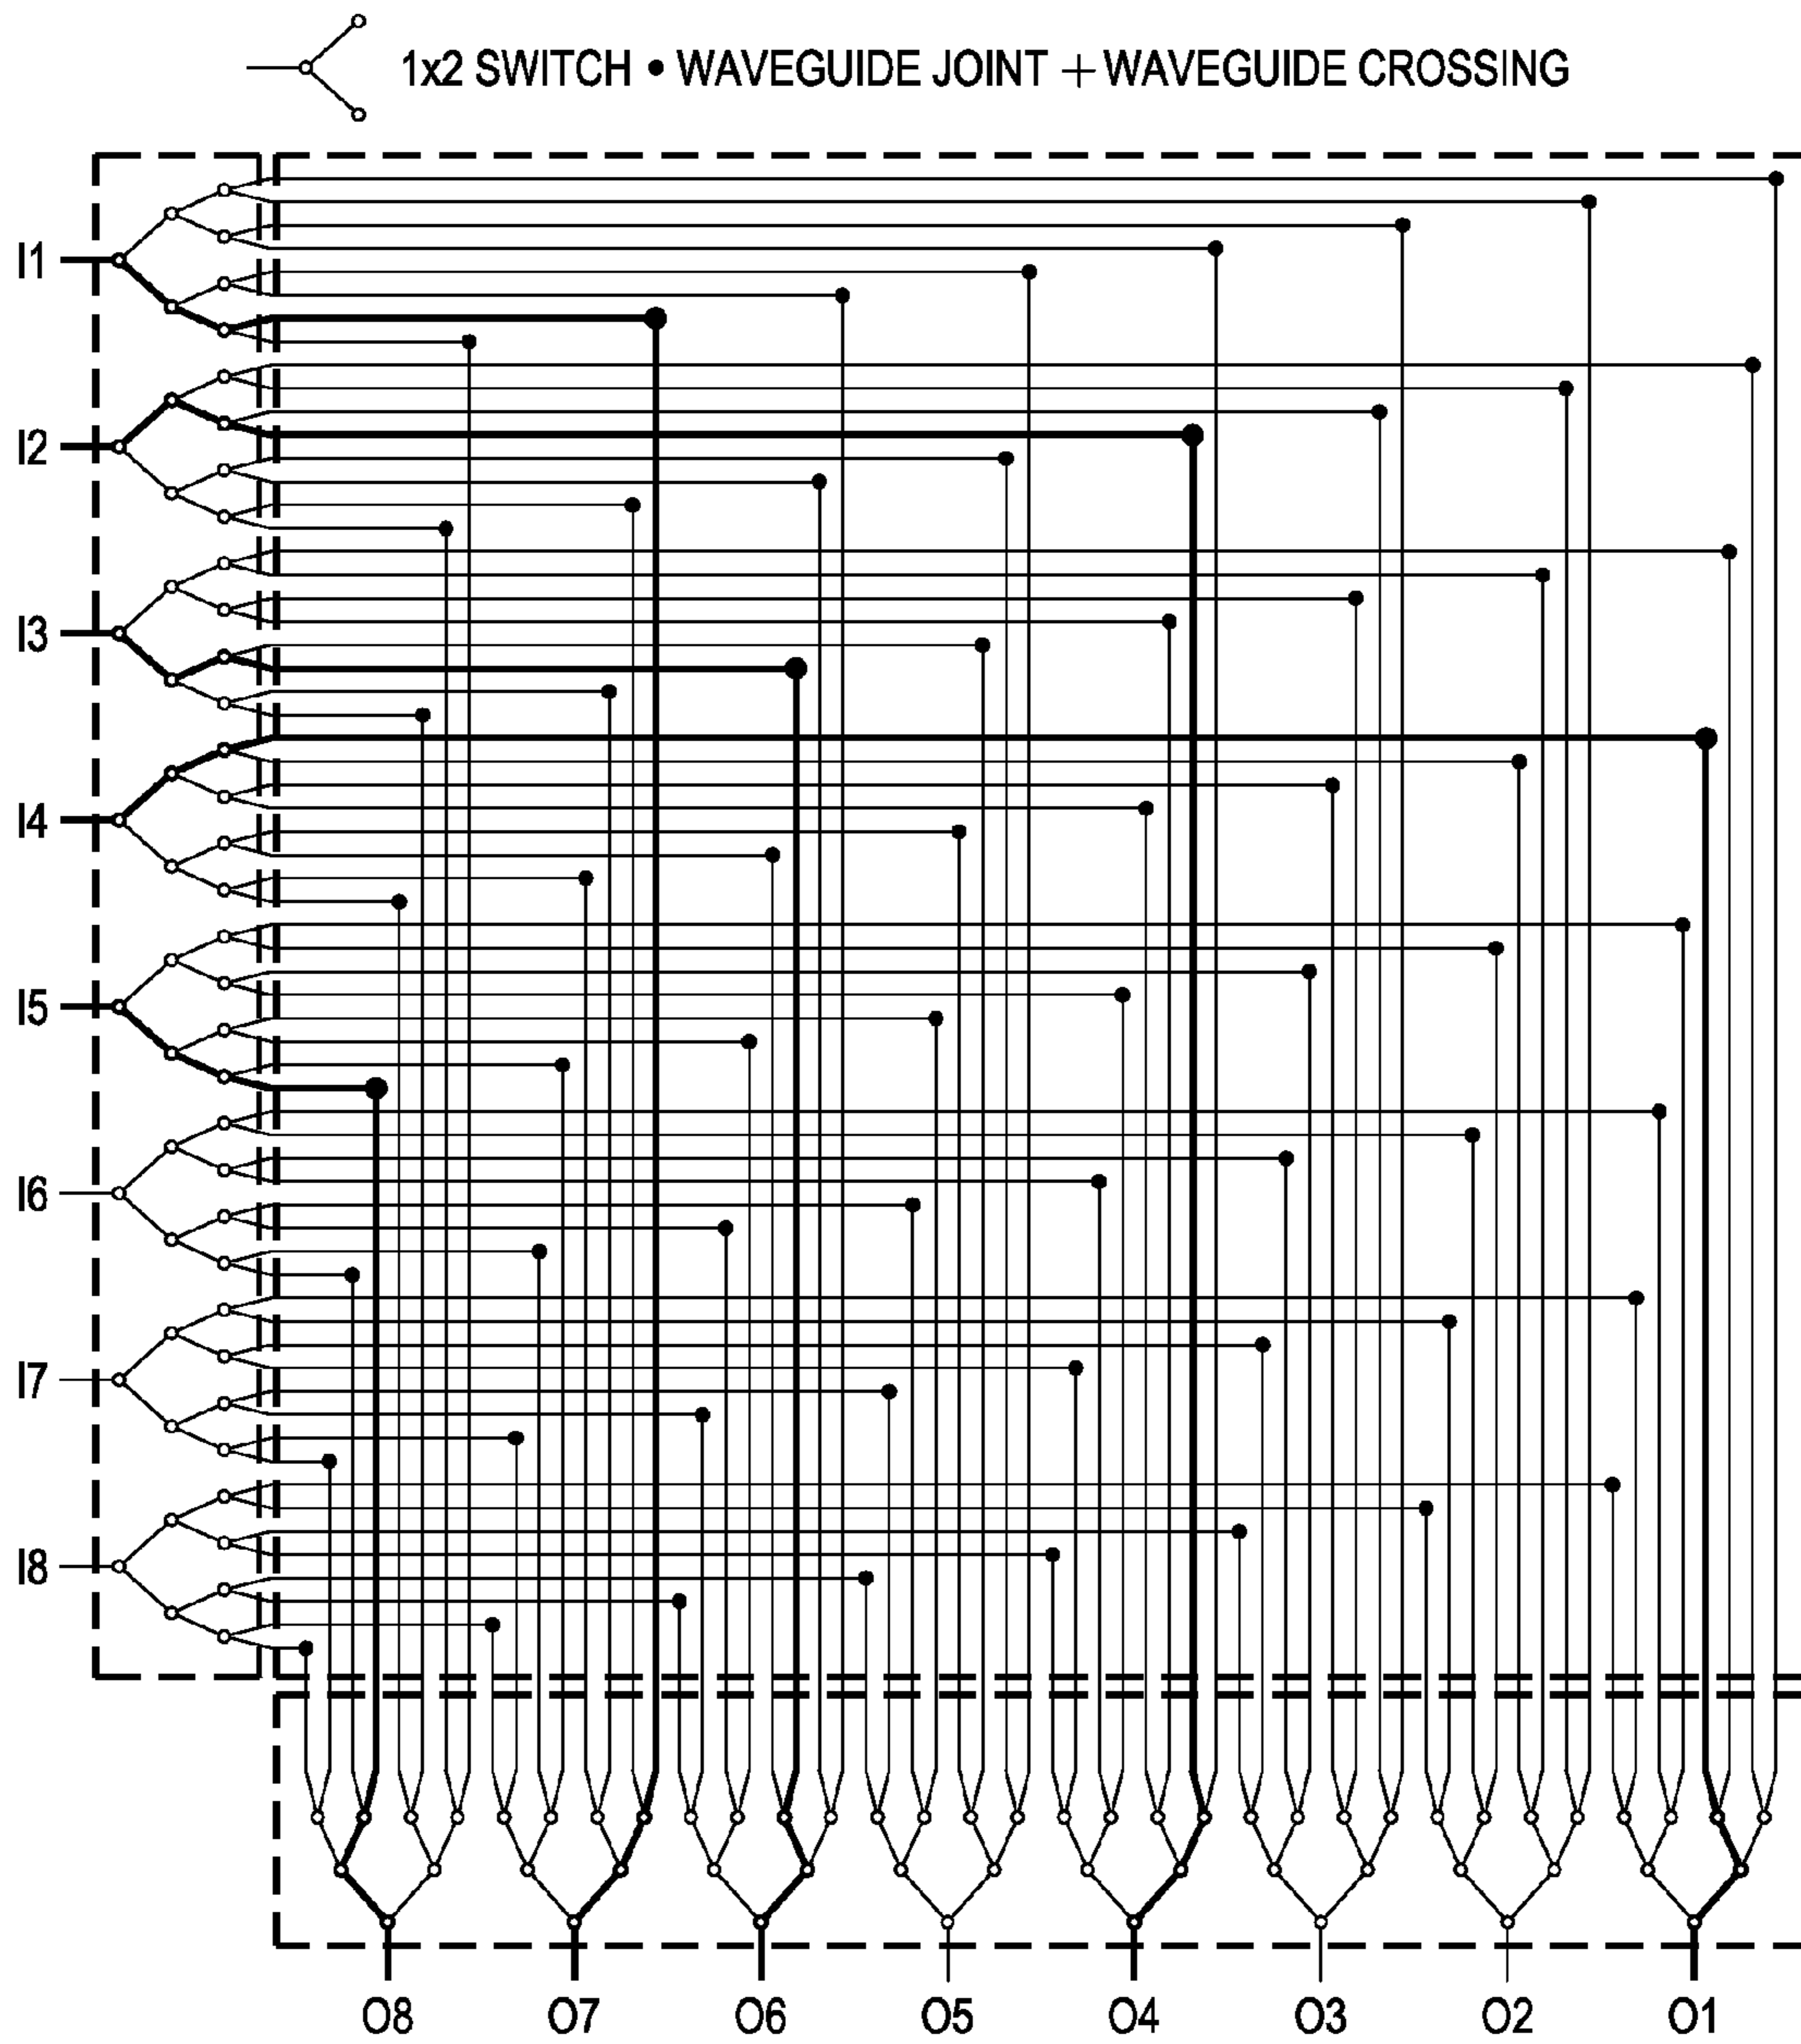 1x2 SWITCH • WAVEGUIDE JOINT + WAVEGUIDE CROSSING
I1
I2
I3
I4
I5
I6
I7
I8
O8 O7 O6 O5 O4 O3 O2 O1